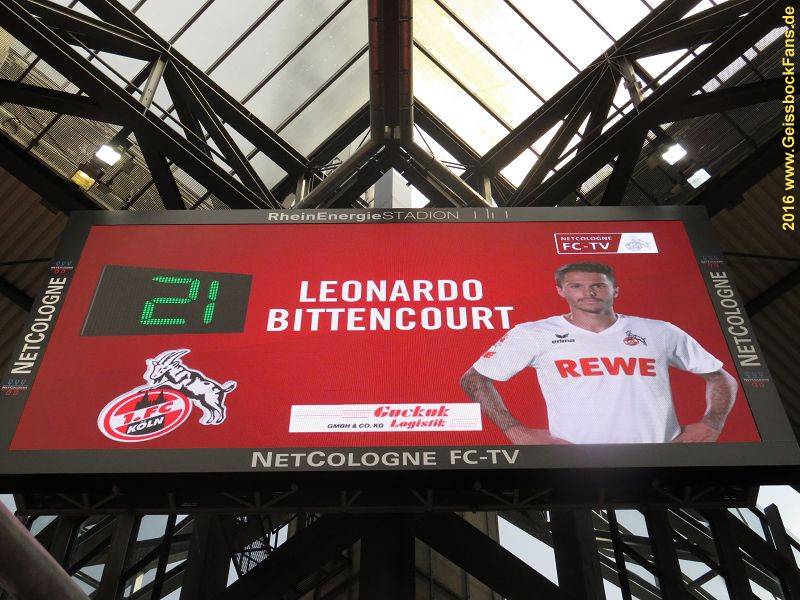 RheinEnergieSTADION
NETCOLOGNE
FC-TV
21
LEONARDO
BITTENCOURT
erima
REWE
1.FC
KÖLN
Guckuk
GMBH & CO. KG Logistik
NETCOLOGNE
NETCOLOGNE
NETCOLOGNE FC-TV
2016 www.GeissbockFans.de